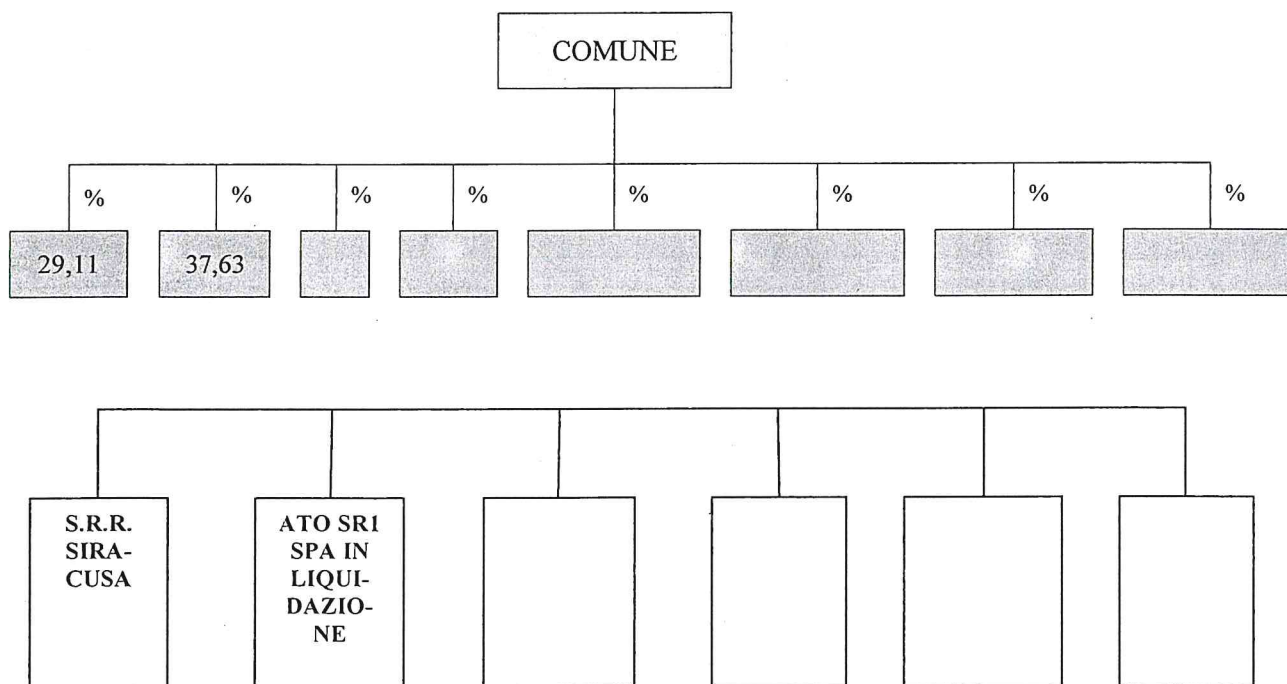 COMUNE
% % % % % % % %
29,11 37,63
S.R.R.
SIRA-
CUSA
ATO SR1
SPA IN
LIQUI-
DAZIO-
NE